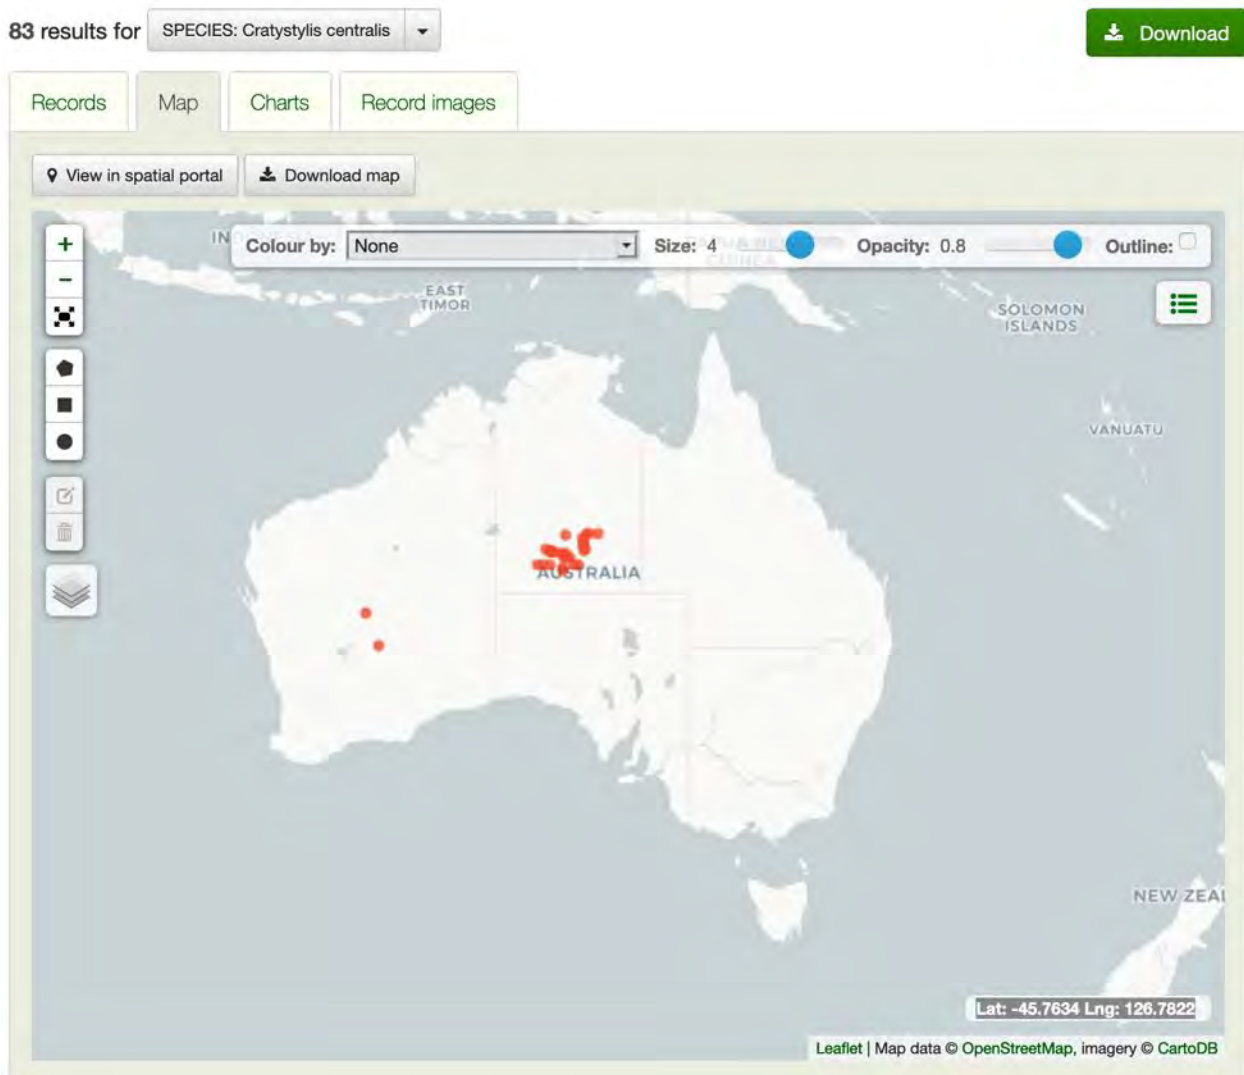 83 results for SPECIES: Cratystylis centralis
Download
Records Map Charts Record images
View in spatial portal Download map
+
−
Colour by: None Size: 4 Opacity: 0.8 Outline:
EAST
TIMOR
SOLOMON
ISLANDS
VANUATU
AUSTRALIA
NEW ZEAL
Lat: -45.7634 Lng: 126.7822
Leaflet | Map data © OpenStreetMap, imagery © CartoDB